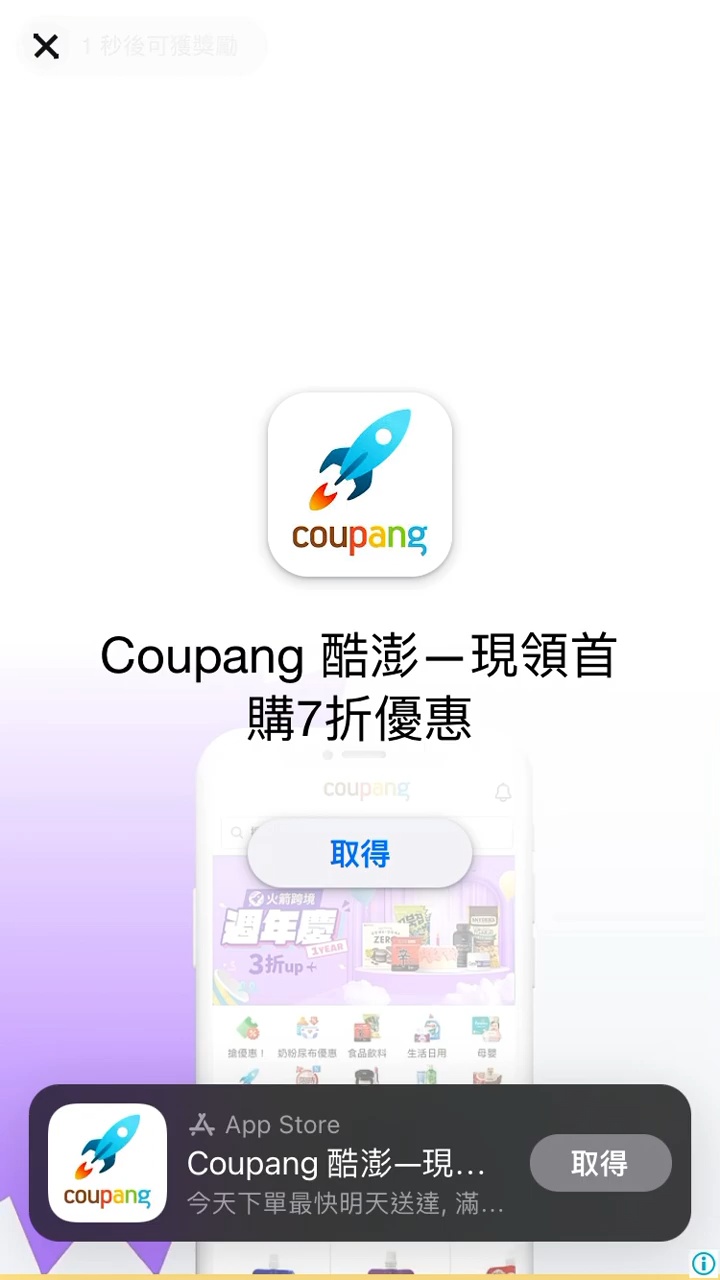 1 秒後可獲獎勵
coupang
Coupang 酷澎—現領首
購7折優惠
coupang
取得
火箭跨境
週年慶
1YEAR
3折up+
ZERO
搶優惠！ 奶粉尿布優惠 食品飲料 生活日用 母嬰
App Store
Coupang 酷澎—現...
今天下單最快明天送達, 滿...
取得
coupang